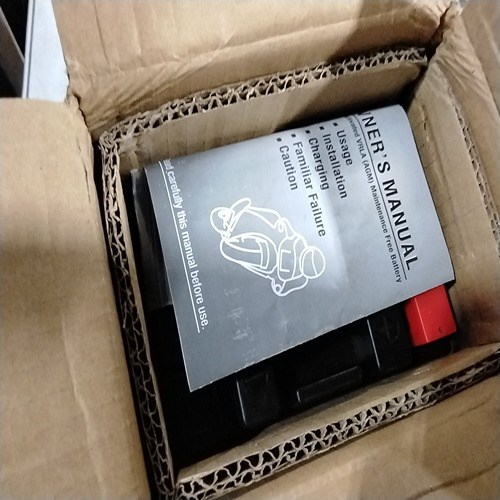 NER'S MANUAL
VRLA (AGM) Maintenance Free Battery
▪ Usage
▪ Installation
▪ Charging
▪ Familiar Failure
▪ Caution
carefully this manual before use.